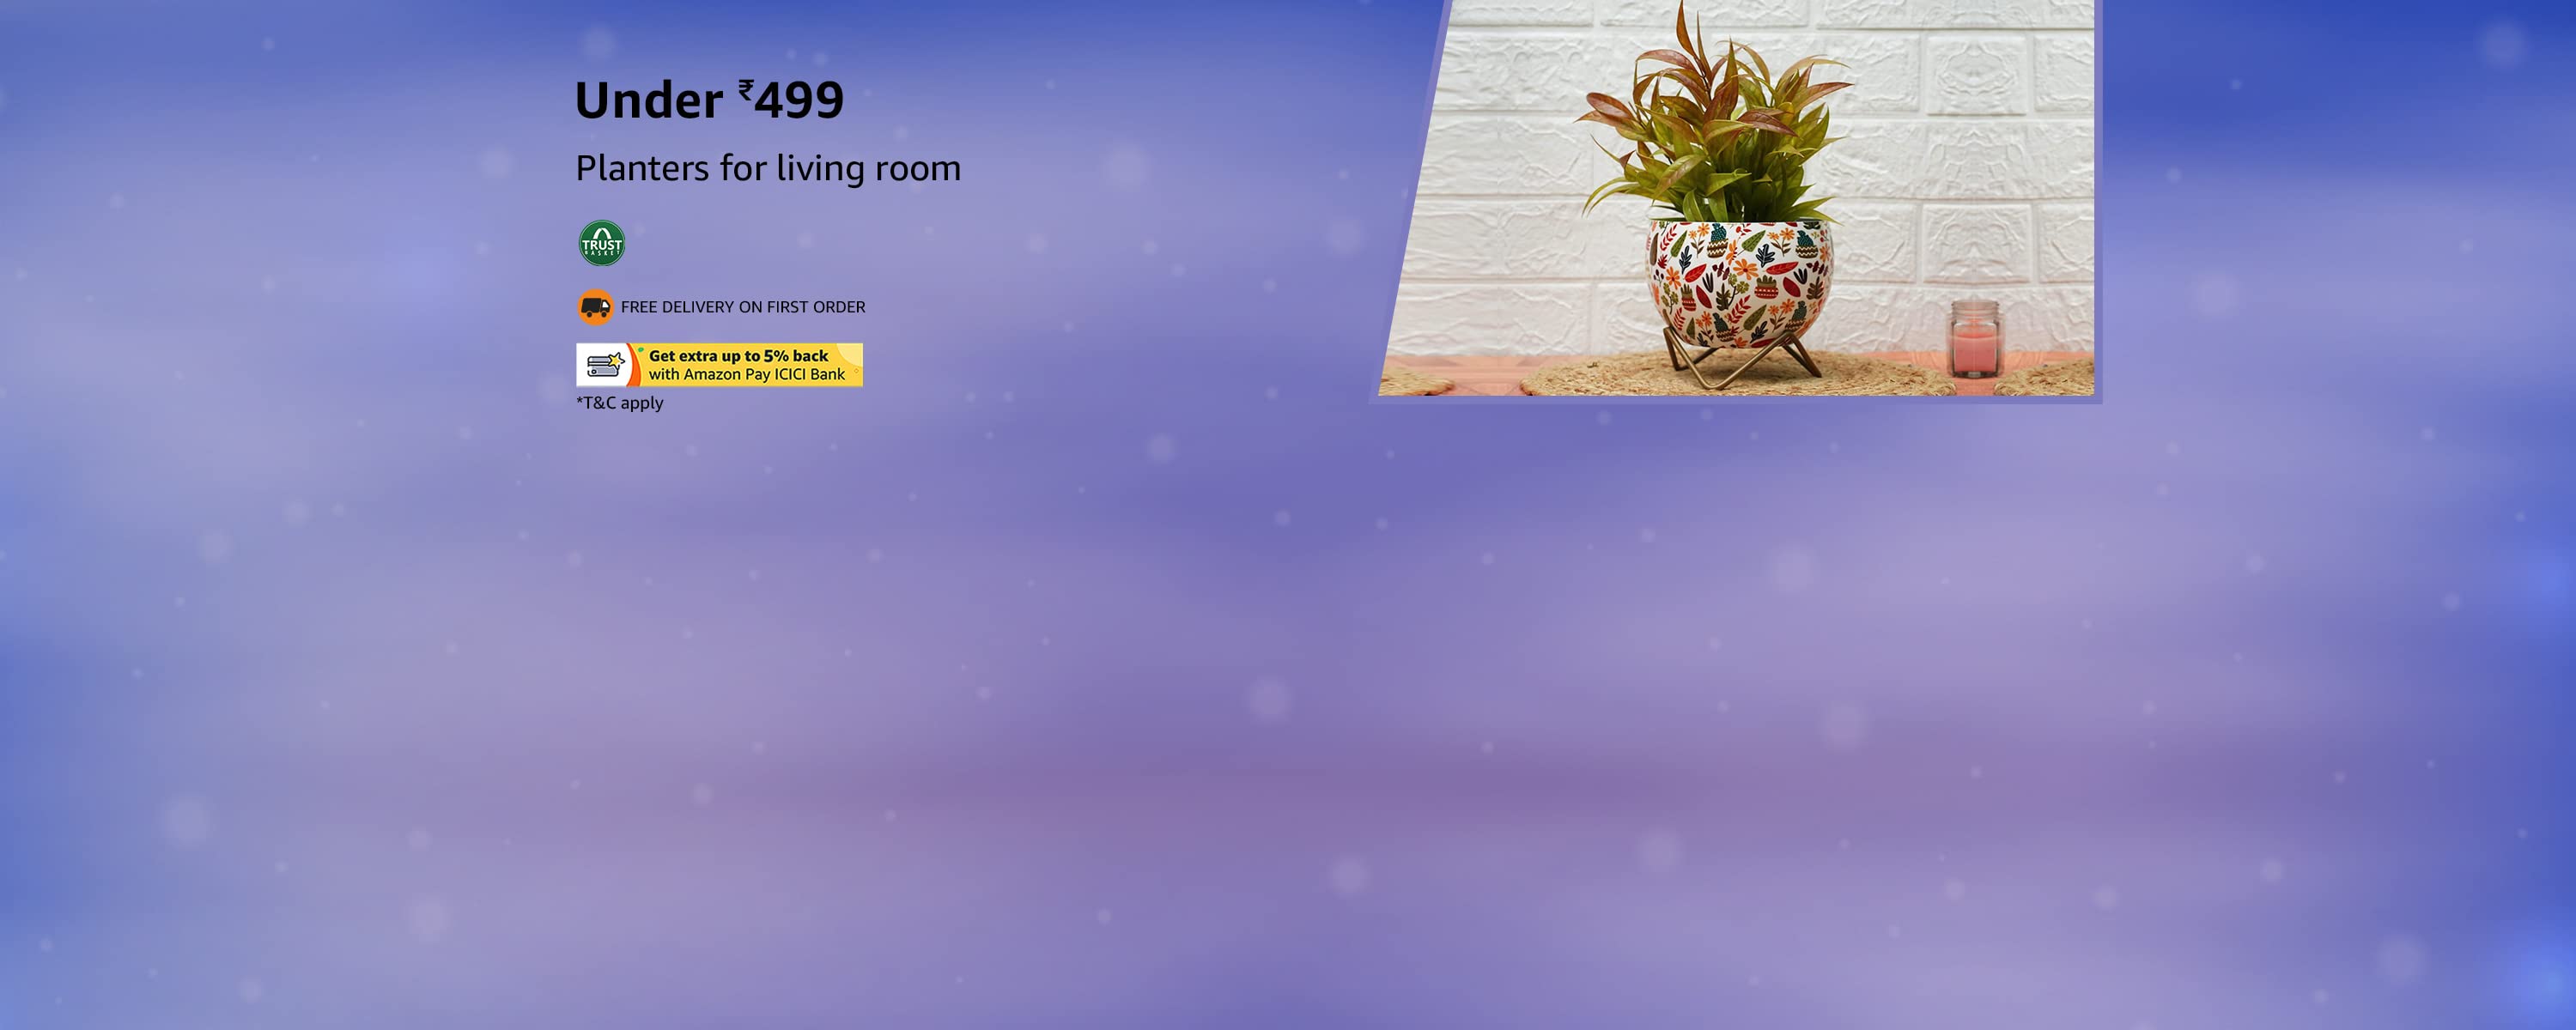 Under ₹499
Planters for living room
TRUST
BASKET
FREE DELIVERY ON FIRST ORDER
Get extra up to 5% back
with Amazon Pay ICICI Bank
*T&C apply